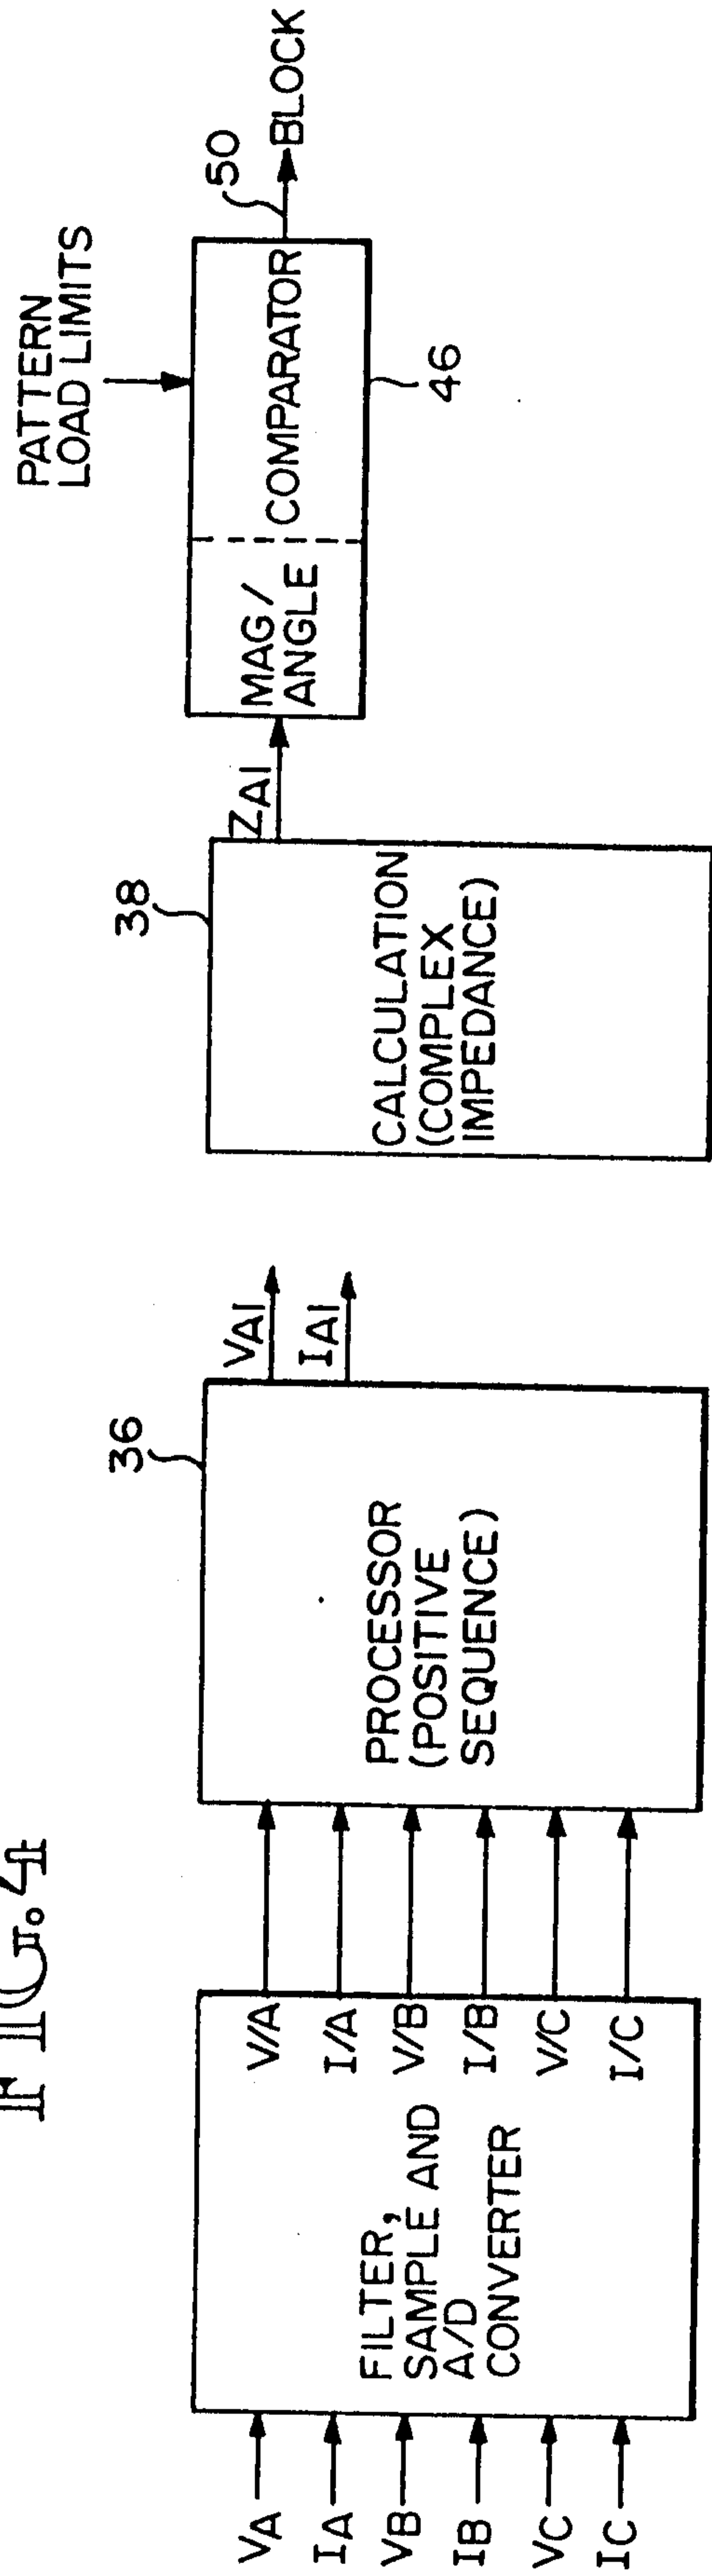 FIG. 4
VA
IA
VB
IB
VC
IC
FILTER,
SAMPLE AND
A/D
CONVERTER
V/A
I/A
V/B
I/B
V/C
I/C
36
PROCESSOR
(POSITIVE
SEQUENCE)
VA1
IA1
38
CALCULATION
(COMPLEX
IMPEDANCE)
ZA1
MAG/
ANGLE
COMPARATOR
46
PATTERN
LOAD LIMITS
50
BLOCK